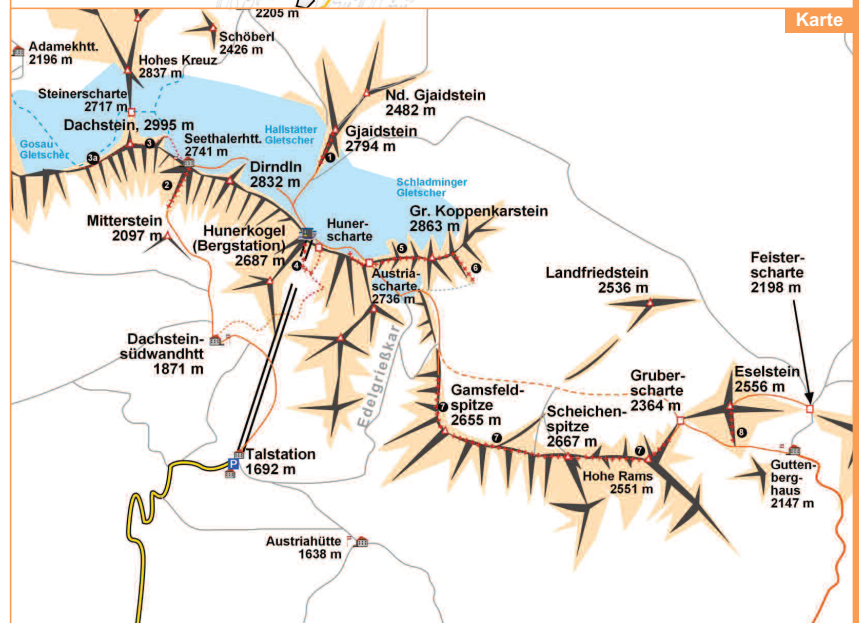 Karte
2205 m
Schöberl
2426 m
Adamekhtt.
2196 m
Hohes Kreuz
2837 m
Steinerscharte
2717 m
Nd. Gjaidstein
2482 m
Dachstein, 2995 m
Hallstätter
Gletscher
Gjaidstein
2794 m
Gosau
Gletscher
Seethalerhtt.
2741 m
3
3a
1
Dirndln
2832 m
2
Schladminger
Gletscher
Mitterstein
2097 m
Hunerkogel
(Bergstation)
2687 m
Huner-
scharte
Gr. Koppenkarstein
2863 m
5
4
6
Austria-
scharte
2736 m
Landfriedstein
2536 m
Feister-
scharte
2198 m
Dachstein-
südwandhtt
1871 m
Edelgrießkar
Gamsfeld-
spitze
2655 m
7
Scheichen-
spitze
2667 m
7
Gruber-
scharte
2364 m
Eselstein
2556 m
7
8
Hohe Rams
2551 m
Gutten-
berg-
haus
2147 m
P
Talstation
1692 m
Austriahütte
1638 m